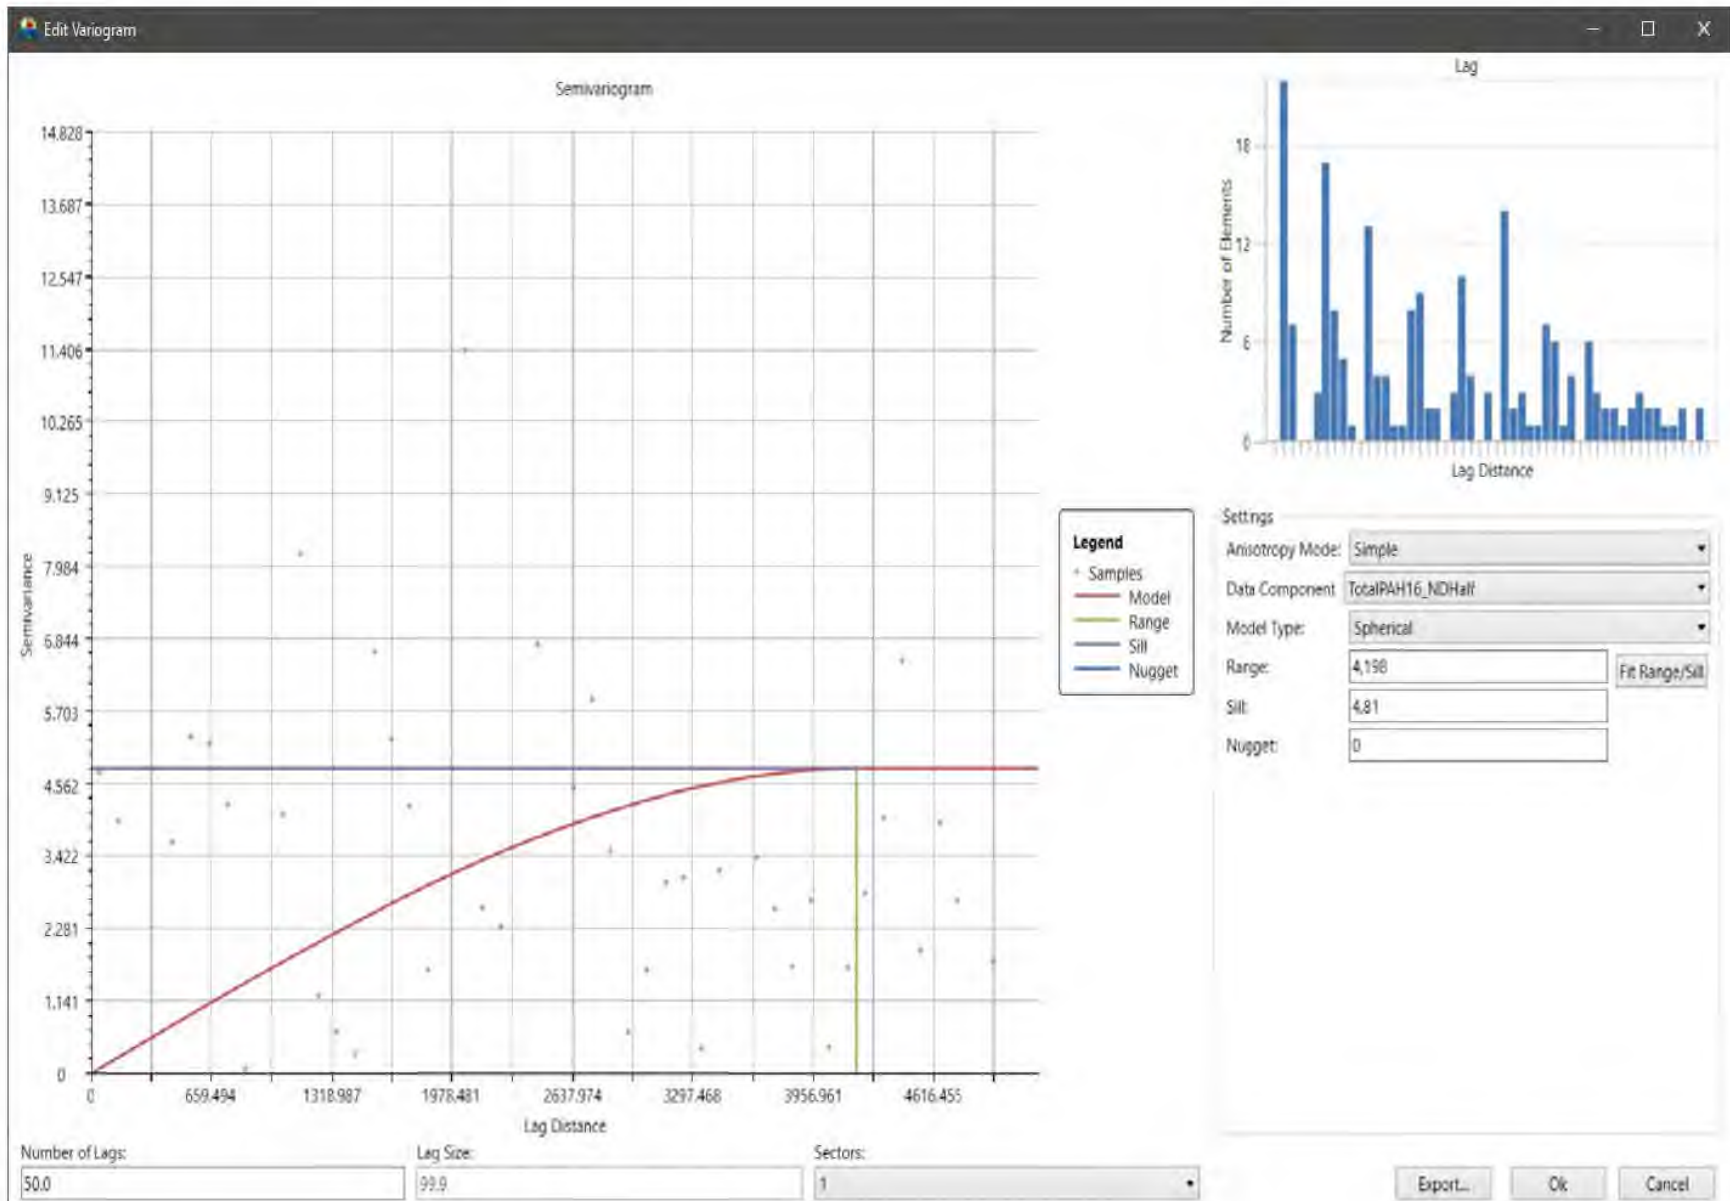 Edit Variogram
Semivariogram
14.828
13.687
12.547
11.406
10.265
9.125
7.984
6.844
5.703
4.562
3.422
2.281
1.141
0
Semivariance
0 659.494 1318.987 1978.481 2637.974 3297.468 3956.961 4616.455
Lag Distance
Lag
18
12
6
0
Number of Elements
Lag Distance
Legend
Samples
Model
Range
Sill
Nugget
Settings
Anisotropy Mode: Simple
Data Component TotalPAH16_NDHalf
Model Type: Spherical
Range: 4,198 Fit Range/Sill
Sill: 4.81
Nugget: 0
Number of Lags: Lag Size: Sectors:
50.0 99.9 1
Export... Ok Cancel